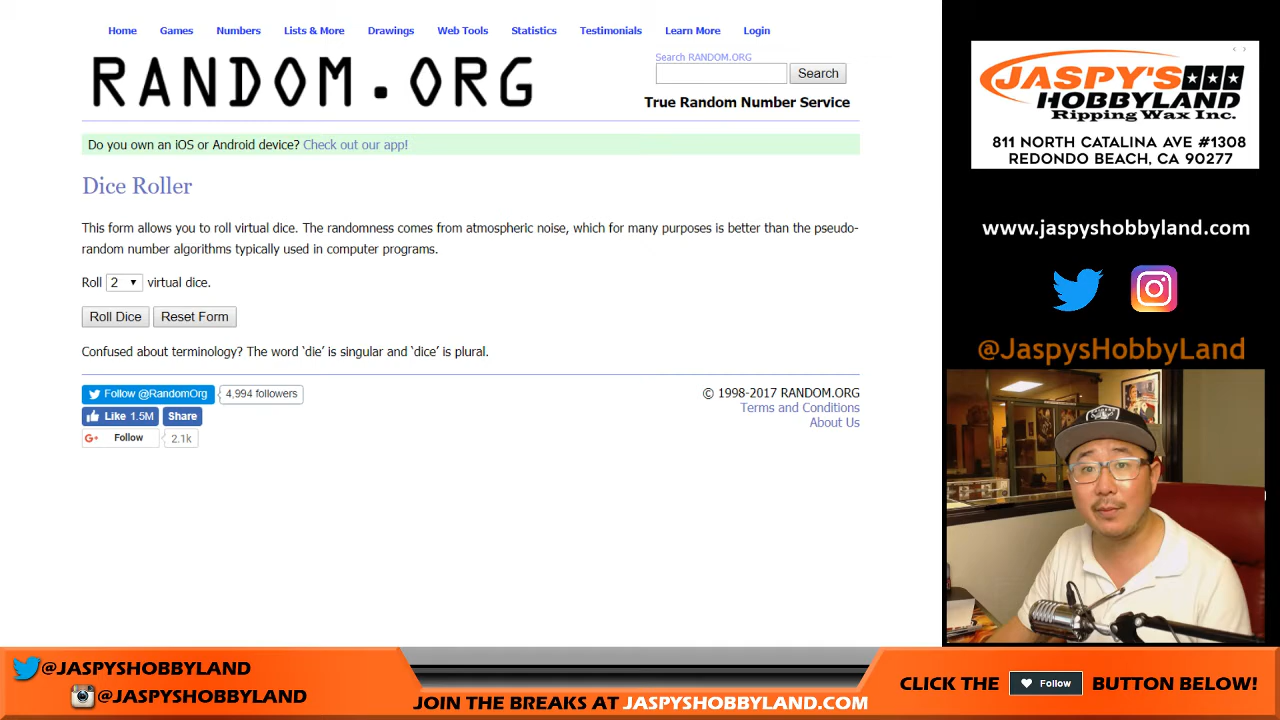 Home Games Numbers Lists & More Drawings Web Tools Statistics Testimonials Learn More Login
RANDOM.ORG
Search RANDOM.ORG
Search
True Random Number Service
Do you own an iOS or Android device? Check out our app!
Dice Roller
This form allows you to roll virtual dice. The randomness comes from atmospheric noise, which for many purposes is better than the pseudo-
random number algorithms typically used in computer programs.
Roll 2 virtual dice.
Roll Dice Reset Form
Confused about terminology? The word ‘die’ is singular and ‘dice’ is plural.
Follow @RandomOrg 4,994 followers
Like 1.5M Share
G+ Follow 2.1k
© 1998-2017 RANDOM.ORG
Terms and Conditions
About Us
JASPY'S
HOBBYLAND
Ripping Wax Inc.
811 NORTH CATALINA AVE #1308
REDONDO BEACH, CA 90277
www.jaspyshobbyland.com
@JaspysHobbyLand
@JASPYSHOBBYLAND
@JASPYSHOBBYLAND
JOIN THE BREAKS AT JASPYSHOBBYLAND.COM
CLICK THE Follow BUTTON BELOW!